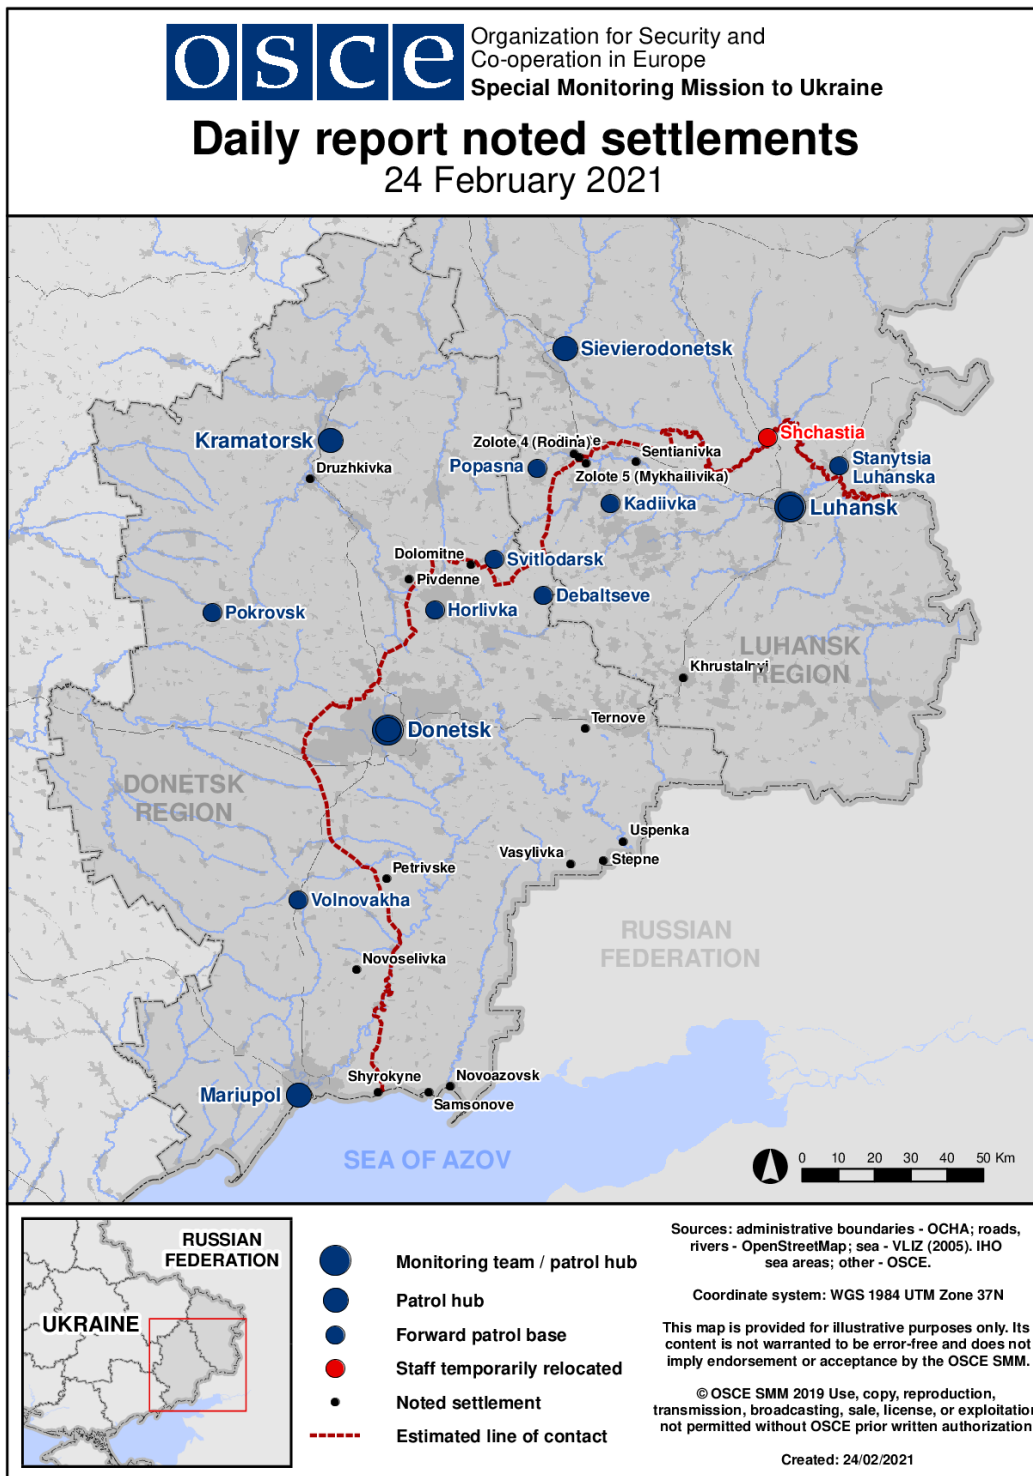 osce
Organization for Security and
Co-operation in Europe
Special Monitoring Mission to Ukraine
Daily report noted settlements
24 February 2021
Sievierodonetsk
Shchastia
Kramatorsk
Zolote 4 (Rodina)
Sentianivka
Stanytsia
Luhanska
Popasna
Druzhkivka
Zolote 5 (Mykhailivika)
Kadiivka
Luhansk
Dolomitne
Svitlodarsk
Pivdenne
Debaltseve
Pokrovsk
Horlivka
LUHANSK
REGION
Khrustalnyi
Ternove
Donetsk
DONETSK
REGION
Uspenka
Vasylivka
Stepne
Petrivske
Volnovakha
RUSSIAN
FEDERATION
Novoselivka
Shyrokyne
Novoazovsk
Mariupol
Samsonove
SEA OF AZOV
0 10 20 30 40 50 Km
RUSSIAN
FEDERATION
UKRAINE
Monitoring team / patrol hub
Patrol hub
Forward patrol base
Staff temporarily relocated
Noted settlement
Estimated line of contact
Sources: administrative boundaries - OCHA; roads,
rivers - OpenStreetMap; sea - VLIZ (2005). IHO
sea areas; other - OSCE.
Coordinate system: WGS 1984 UTM Zone 37N
This map is provided for illustrative purposes only. Its
content is not warranted to be error-free and does not
imply endorsement or acceptance by the OSCE SMM.
© OSCE SMM 2019 Use, copy, reproduction,
transmission, broadcasting, sale, license, or exploitation
not permitted without OSCE prior written authorization
Created: 24/02/2021